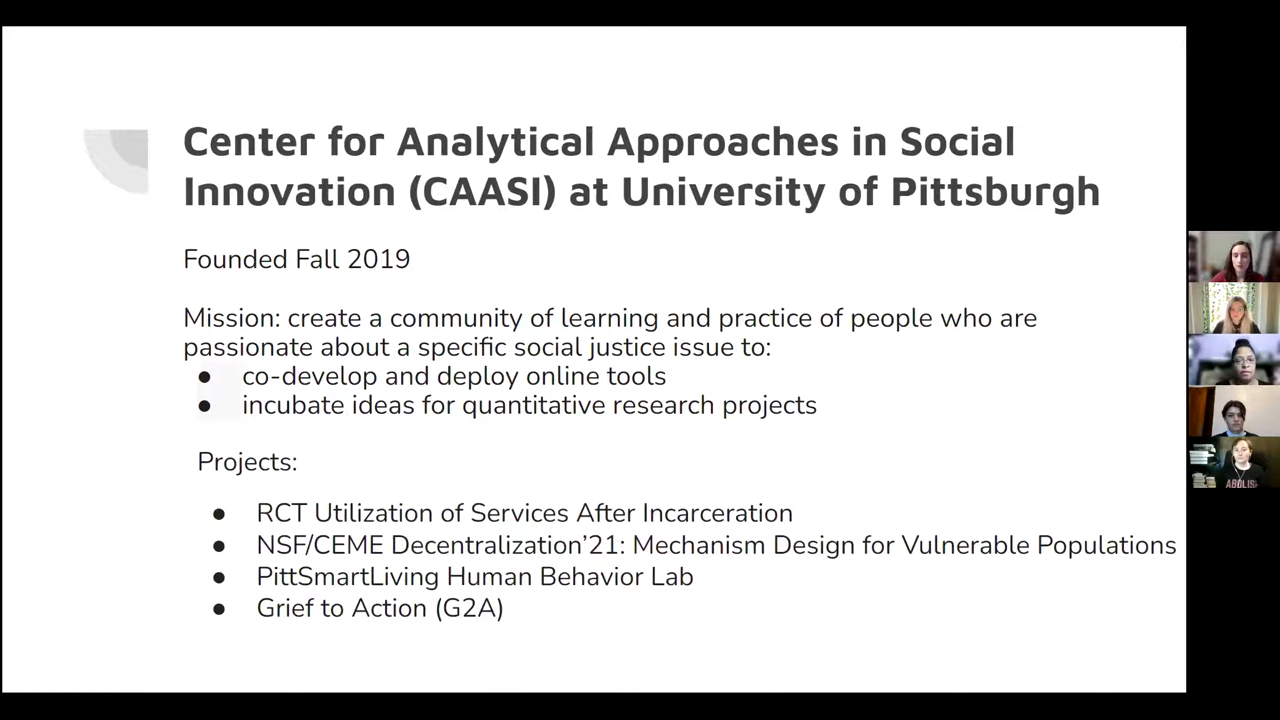 Center for Analytical Approaches in Social
Innovation (CAASI) at University of Pittsburgh
Founded Fall 2019
Mission: create a community of learning and practice of people who are
passionate about a specific social justice issue to:
● co-develop and deploy online tools
● incubate ideas for quantitative research projects
Projects:
● RCT Utilization of Services After Incarceration
● NSF/CEME Decentralization’21: Mechanism Design for Vulnerable Populations
● PittSmartLiving Human Behavior Lab
● Grief to Action (G2A)